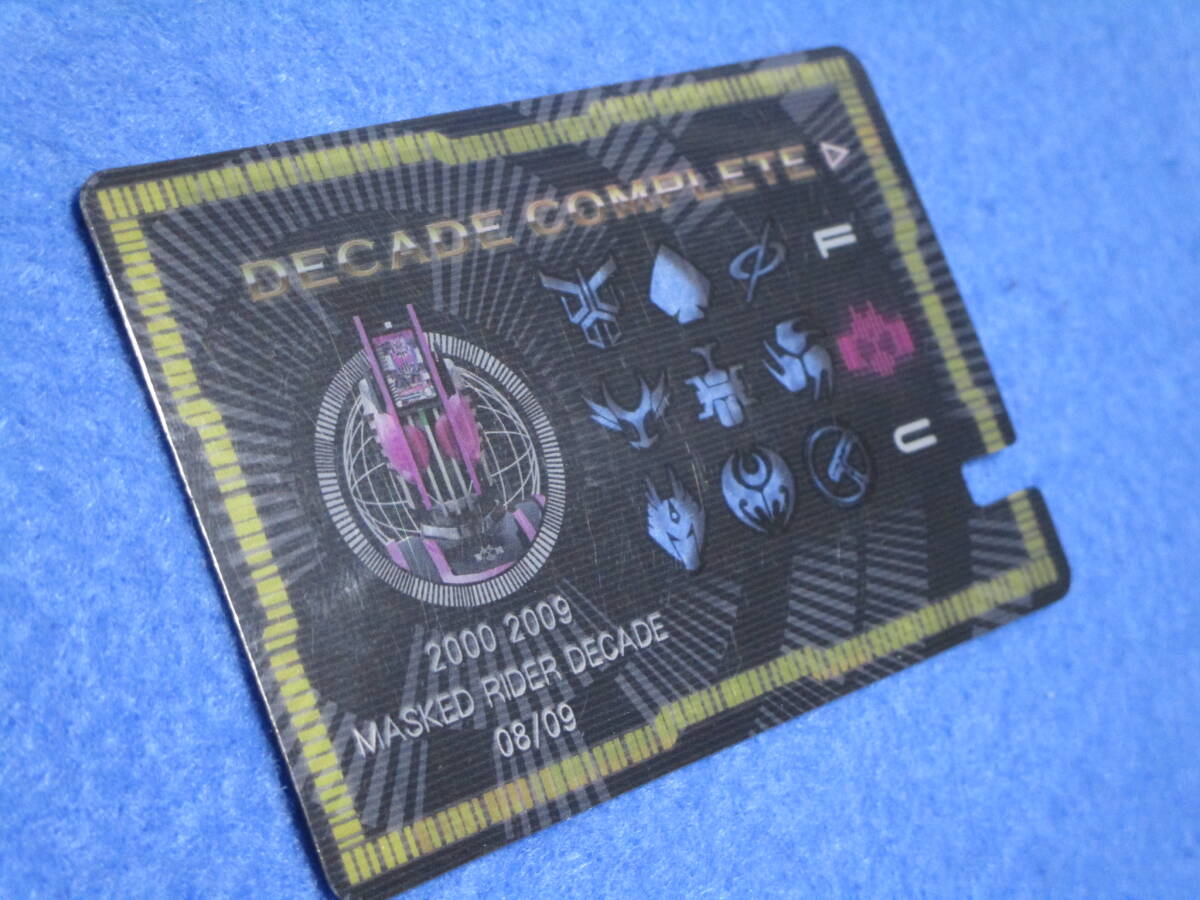 DECADE COMPLETE
F
C
2000 2009
MASKED RIDER DECADE
08/09